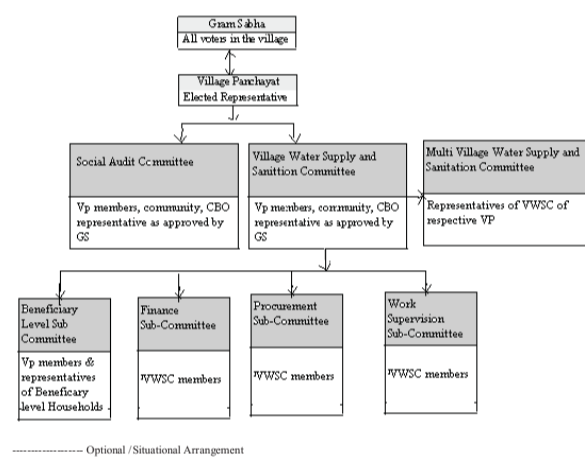 Gram Sabha
All voters in the village
Village Panchayat
Elected Representative
Social Audit Committee
Vp members, community, CBO
representative as approved by
GS
Village Water Supply and
Sanittion Committee
Vp members, community, CBO
representative as approved by
GS
Multi Village Water Supply and
Sanitation Committee
Representatives of VWSC of
respective VP
Beneficiary
Level Sub
Committee
Vp members &
representatives
of Beneficary
level Households
Finance
Sub-Committee
VWSC members
Procurement
Sub-Committee
VWSC members
Work
Supervision
Sub-Committee
VWSC members
Optional / Situational Arrangement